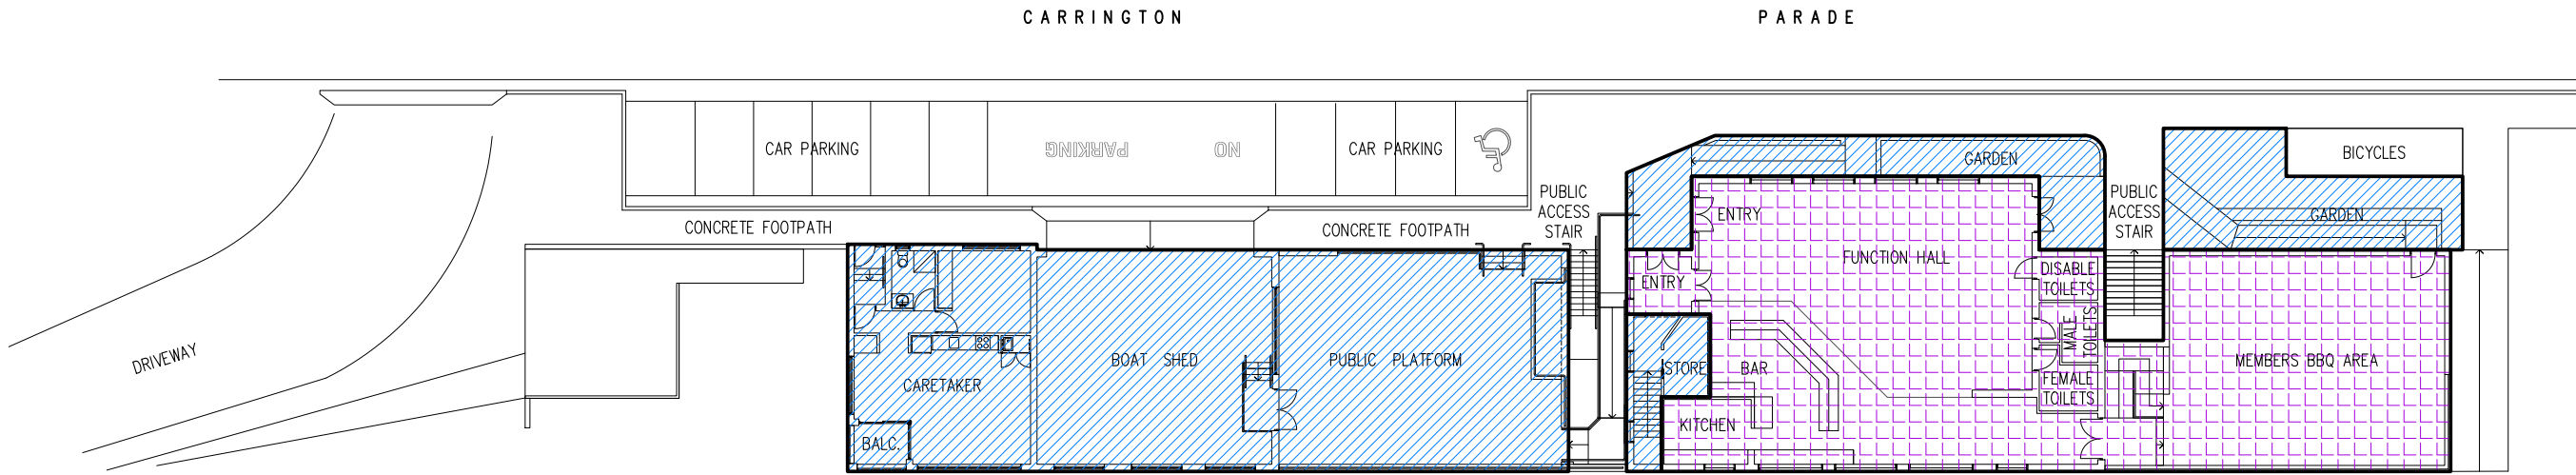 CARRINGTON PARADE
CAR PARKING
PARKING
NO
CAR PARKING
GARDEN
BICYCLES
PUBLIC
ACCESS
STAIR
PUBLIC
ACCESS
STAIR
ENTRY
GARDEN
CONCRETE FOOTPATH
CONCRETE FOOTPATH
FUNCTION HALL
ENTRY
DISABLE
TOILETS
DRIVEWAY
BOAT SHED
PUBLIC PLATFORM
MALE
TOILETS
MEMBERS BBQ AREA
STORE
BAR
CARETAKER
FEMALE
TOILETS
KITCHEN
BALC.